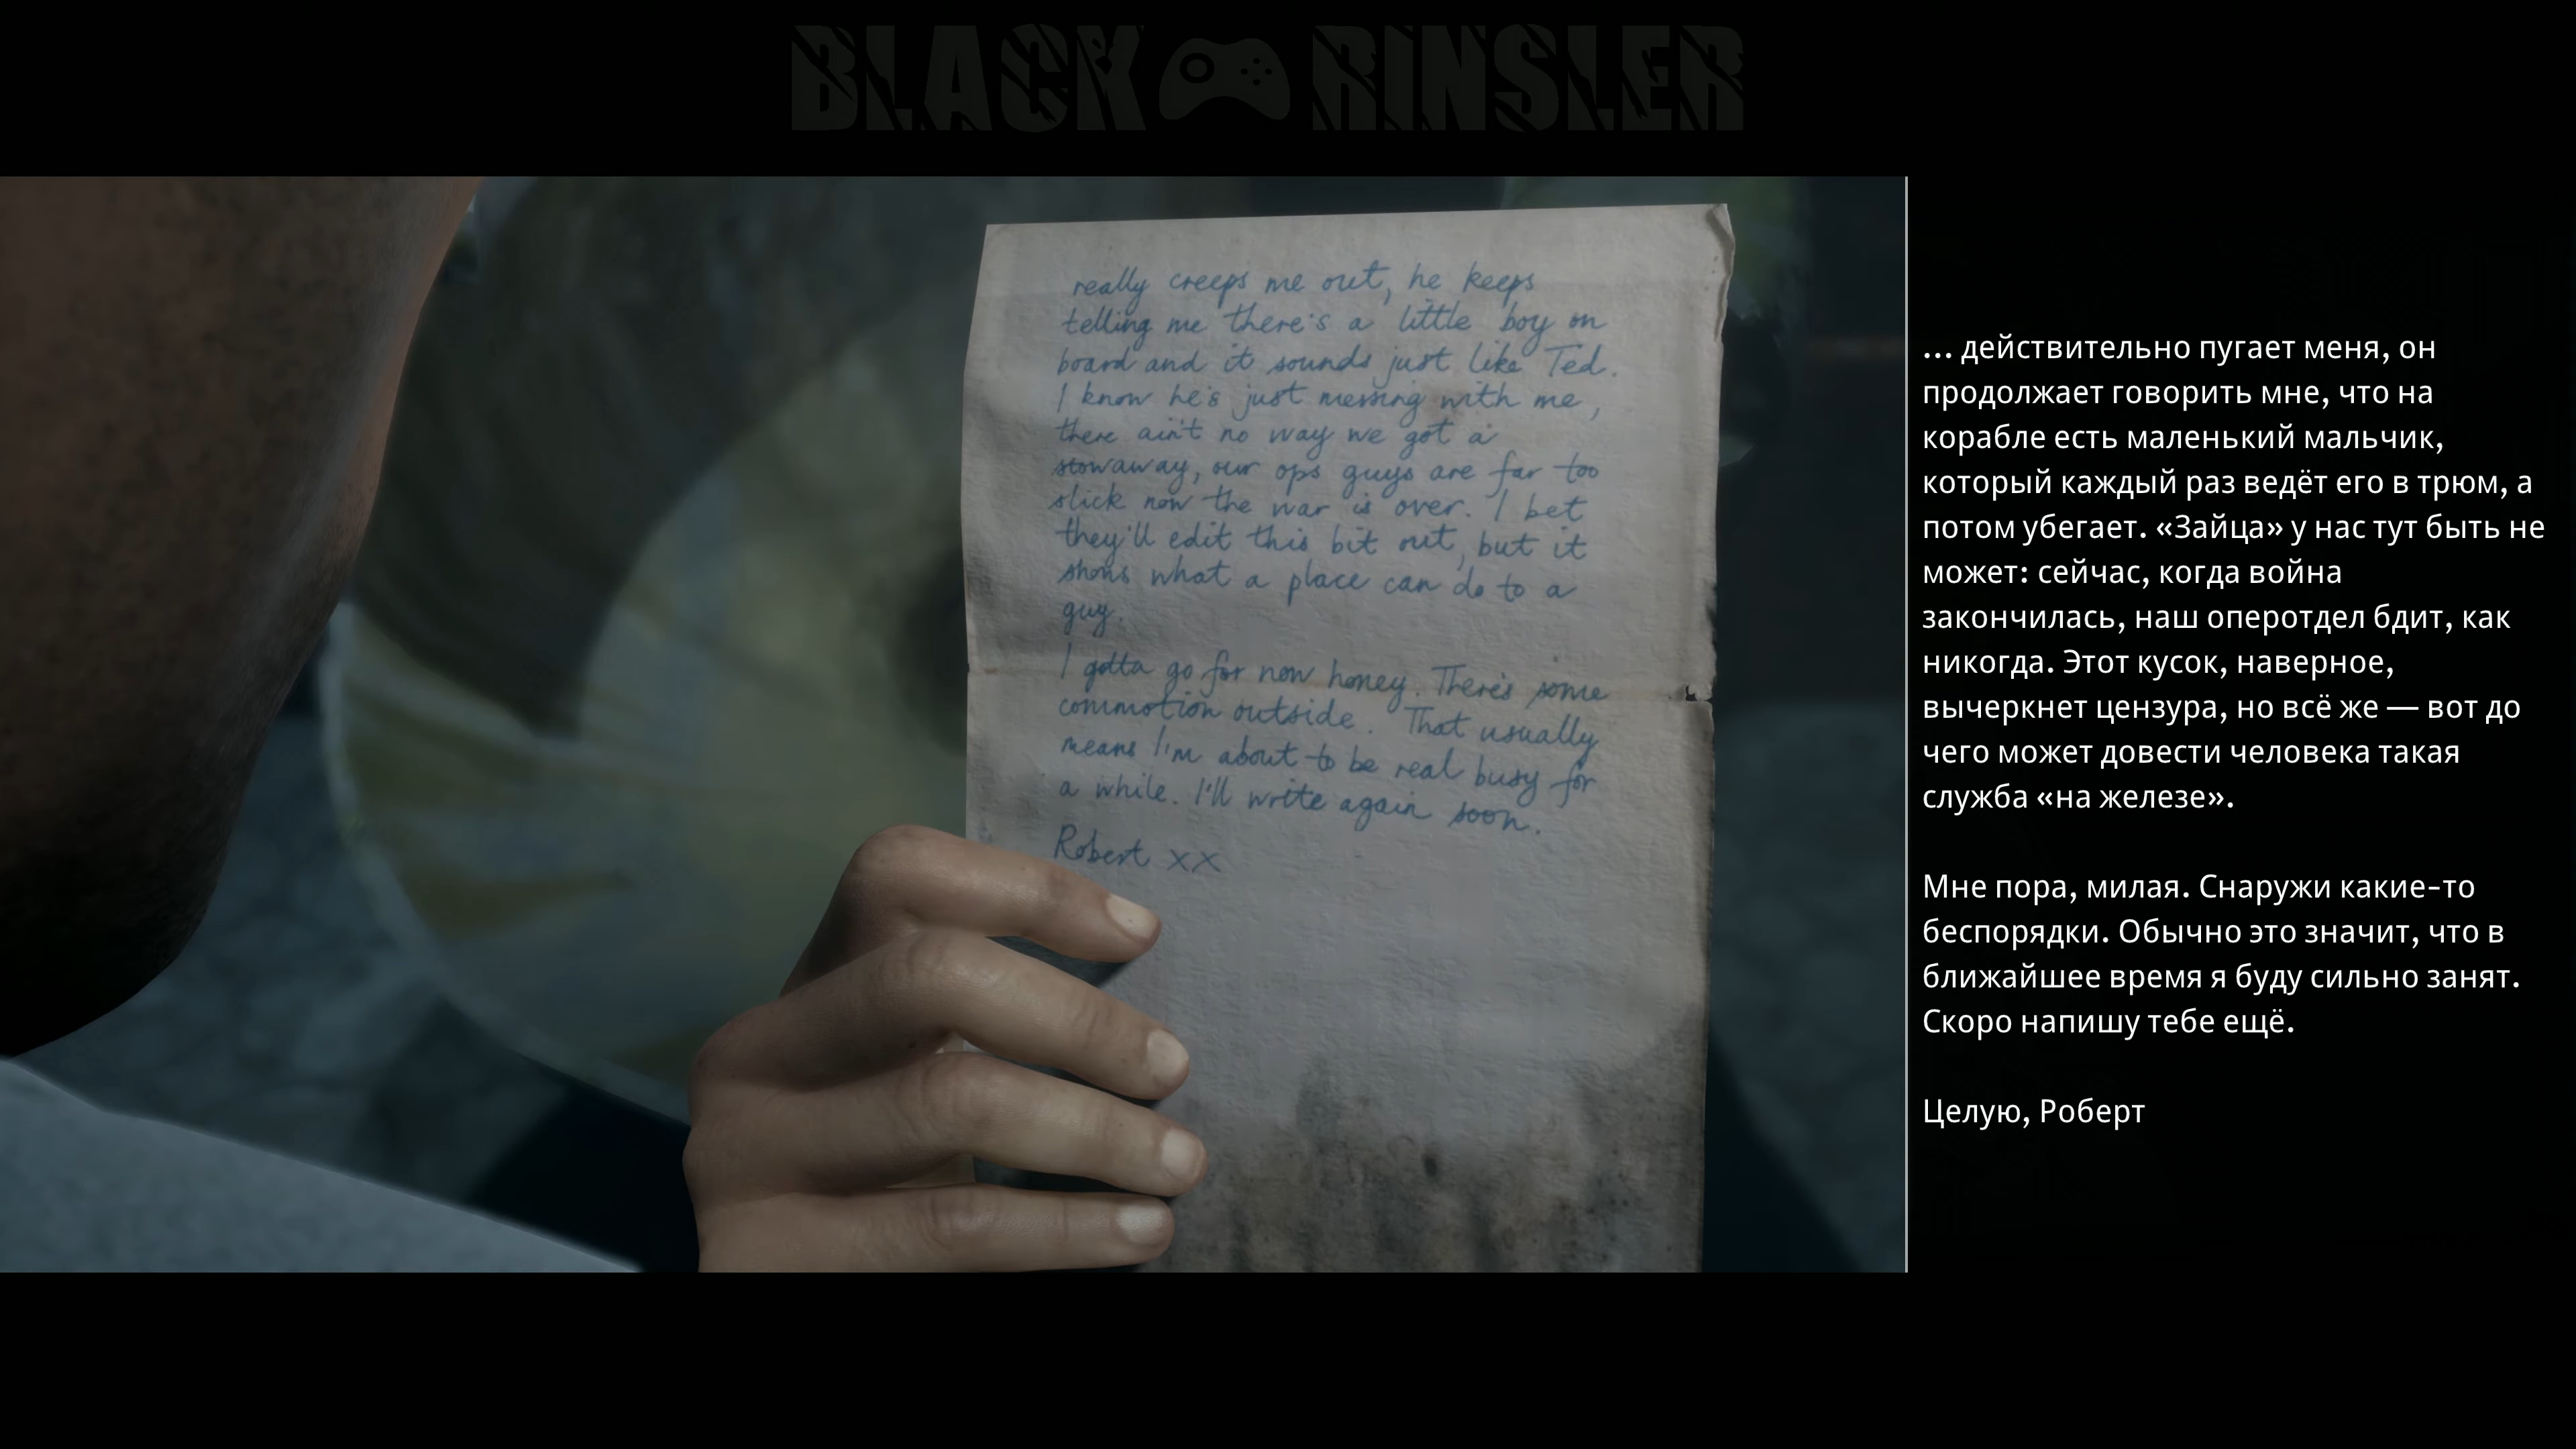 BLACK RINSLER
really creeps me out, he keeps
telling me there's a little boy on
board and it sounds just like Ted.
I know he's just messing with me,
there ain't no way we got a
stowaway, our ops guys are far too
slick now the war is over. I bet
they'll edit this bit out, but it
shows what a place can do to a
guy.
I gotta go for now honey. There's some
commotion outside. That usually
means I'm about to be real busy for
a while. I'll write again soon.
Robert xx
... действительно пугает меня, он
продолжает говорить мне, что на
корабле есть маленький мальчик,
который каждый раз ведёт его в трюм, а
потом убегает. «Зайца» у нас тут быть не
может: сейчас, когда война
закончилась, наш оперотдел бдит, как
никогда. Этот кусок, наверное,
вычеркнет цензура, но всё же — вот до
чего может довести человека такая
служба «на железе».
Мне пора, милая. Снаружи какие-то
беспорядки. Обычно это значит, что в
ближайшее время я буду сильно занят.
Скоро напишу тебе ещё.
Целую, Роберт